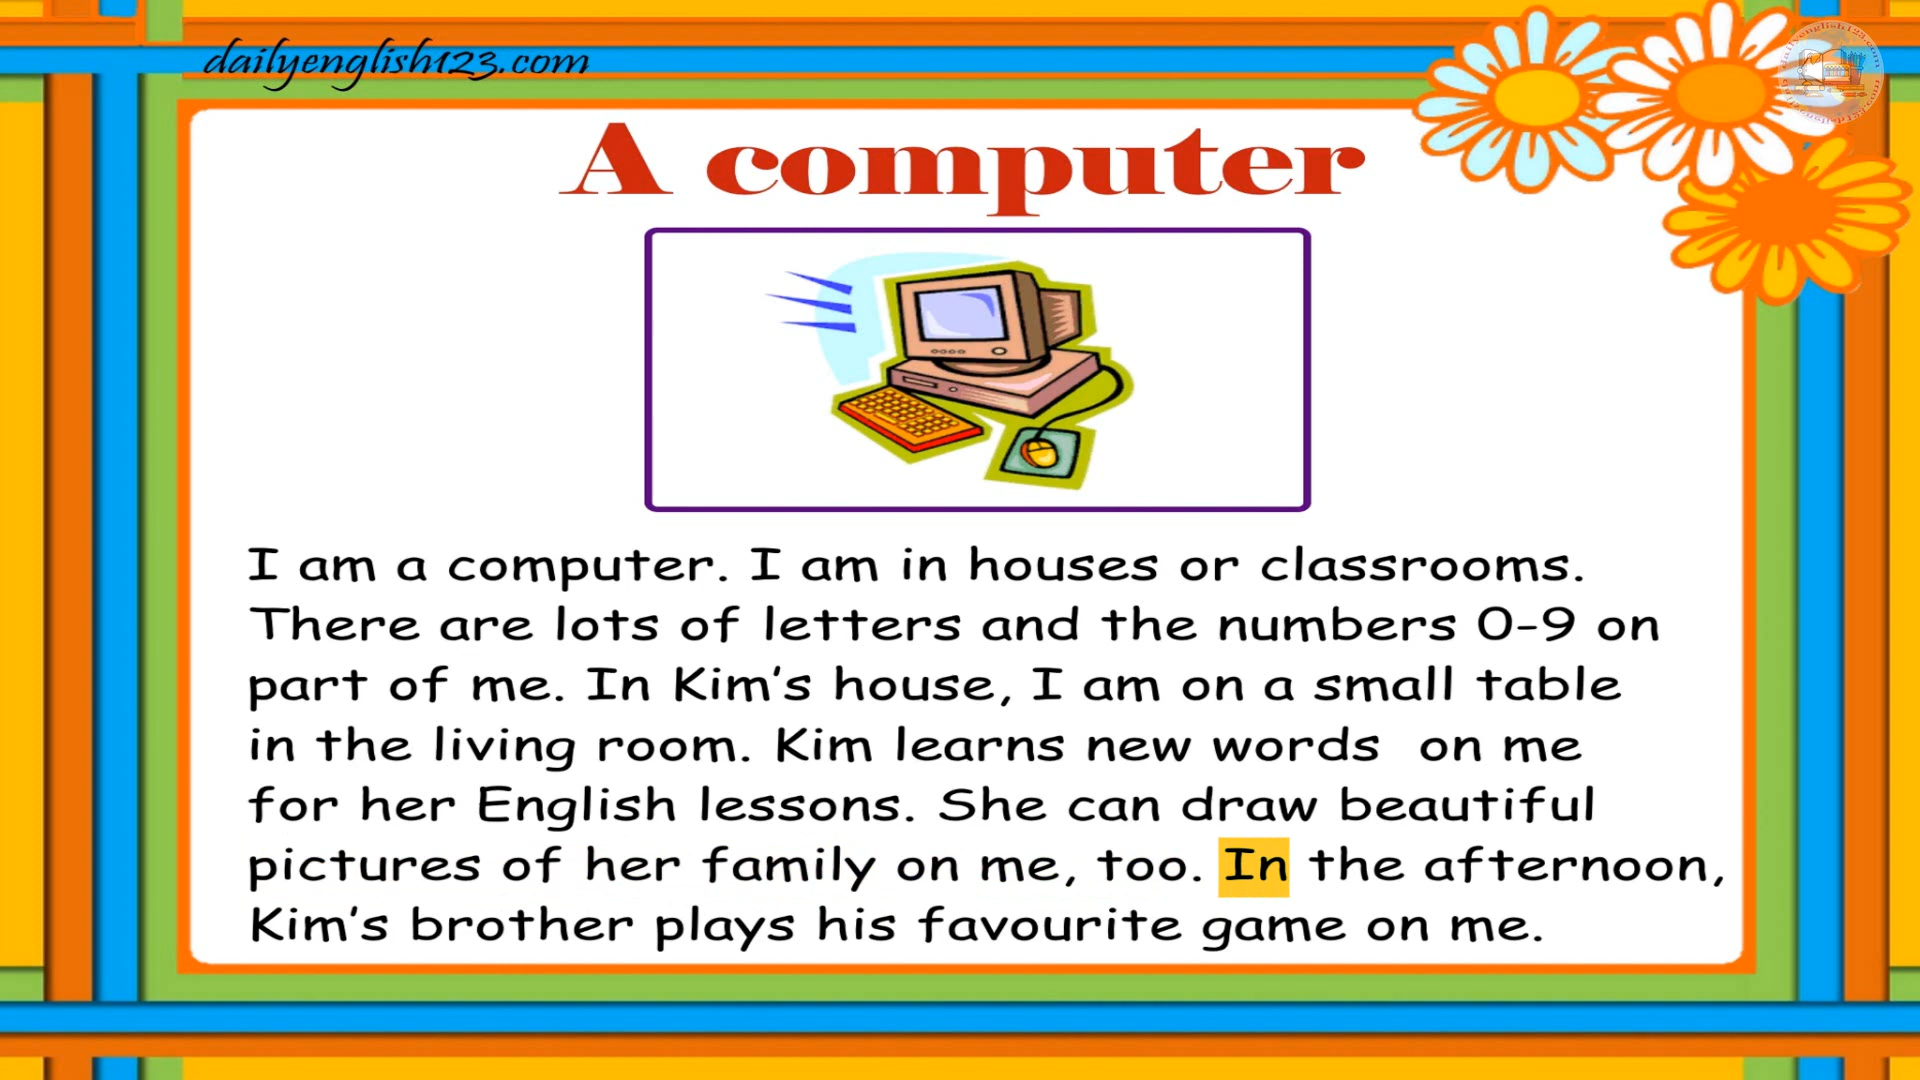 dailyenglish123.com
A computer
I am a computer. I am in houses or classrooms.
There are lots of letters and the numbers 0-9 on
part of me. In Kim's house, I am on a small table
in the living room. Kim learns new words  on me
for her English lessons. She can draw beautiful
pictures of her family on me, too. In the afternoon,
Kim's brother plays his favourite game on me.